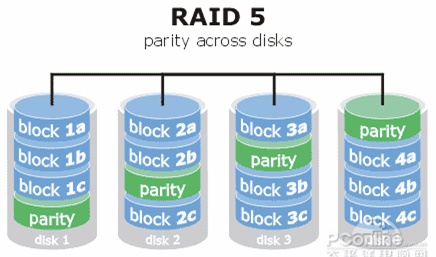 RAID 5
parity across disks
block 1a
block 1b
block 1c
parity
disk 1
block 2a
block 2b
parity
block 2c
disk 2
block 3a
parity
block 3b
block 3c
disk 3
parity
block 4a
block 4b
block 4c
PConline